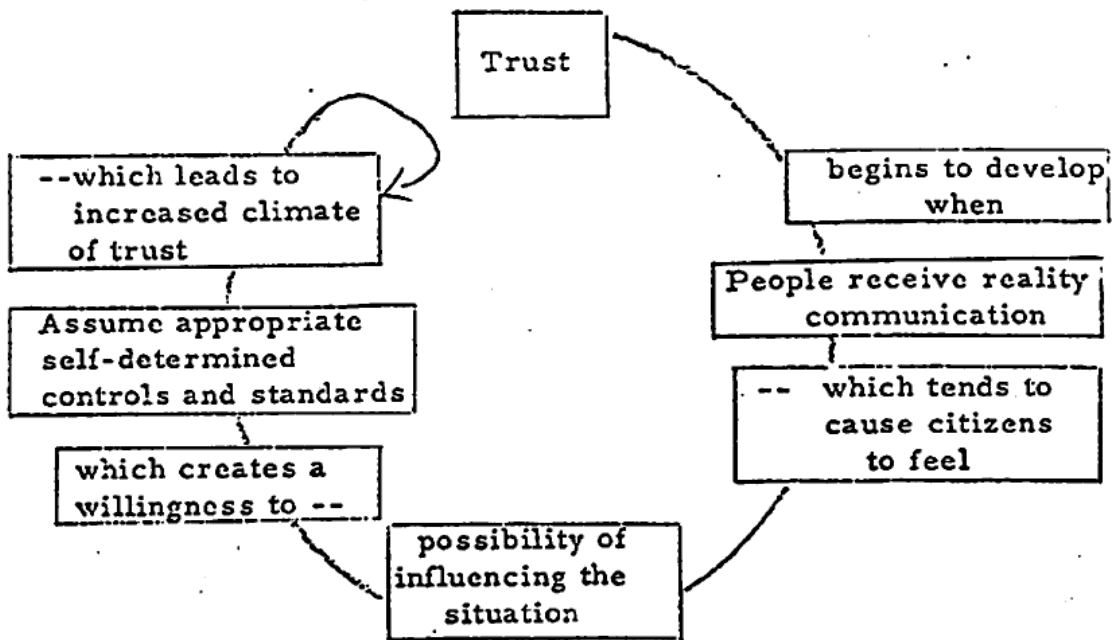 Trust
begins to develop
when
People receive reality
communication
-- which tends to
cause citizens
to feel
possibility of
influencing the
situation
which creates a
willingness to --
Assume appropriate
self-determined
controls and standards
--which leads to
increased climate
of trust